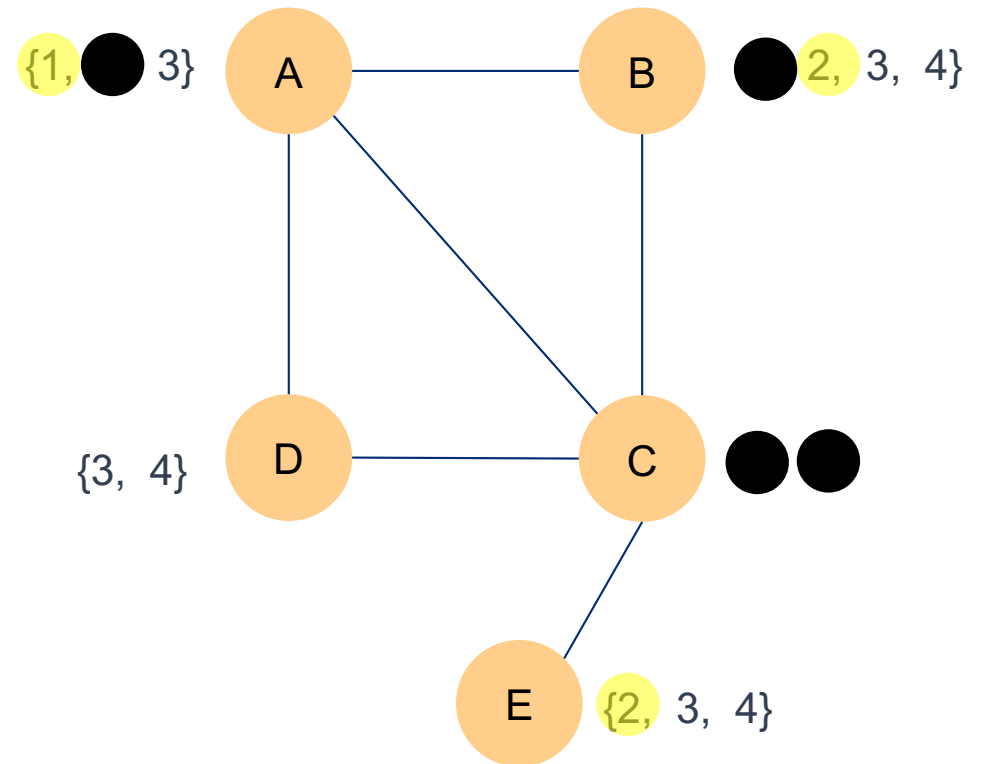 {1, 3} A B 2, 3, 4}
{3, 4} D C
E {2, 3, 4}